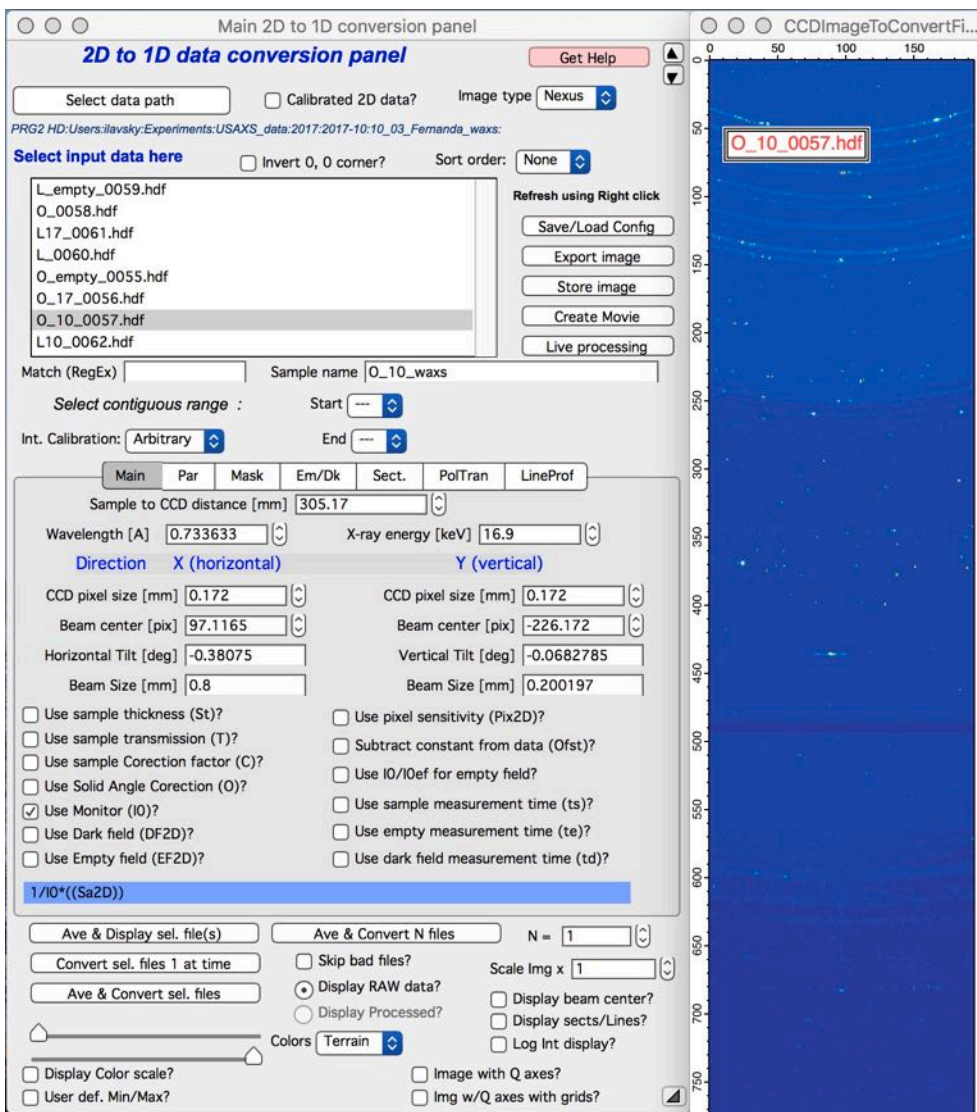 Main 2D to 1D conversion panel
2D to 1D data conversion panel
Get Help
Select data path
Calibrated 2D data?
Image type Nexus
PRG2 HD:Users:ilavsky:Experiments:USAXS_data:2017:2017-10:10_03_Fernanda_waxs:
Select input data here
Invert 0, 0 corner?
Sort order: None
L_empty_0059.hdf
O_0058.hdf
L17_0061.hdf
L_0060.hdf
O_empty_0055.hdf
O_17_0056.hdf
O_10_0057.hdf
L10_0062.hdf
Refresh using Right click
Save/Load Config
Export image
Store image
Create Movie
Live processing
Match (RegEx)
Sample name O_10_waxs
Select contiguous range :
Start ---
Int. Calibration: Arbitrary
End ---
Main Par Mask Em/Dk Sect. PolTran LineProf
Sample to CCD distance [mm] 305.17
Wavelength [A] 0.733633
X-ray energy [keV] 16.9
Direction X (horizontal)
Y (vertical)
CCD pixel size [mm] 0.172
CCD pixel size [mm] 0.172
Beam center [pix] 97.1165
Beam center [pix] -226.172
Horizontal Tilt [deg] -0.38075
Vertical Tilt [deg] -0.0682785
Beam Size [mm] 0.8
Beam Size [mm] 0.200197
Use sample thickness (St)?
Use sample transmission (T)?
Use sample Corection factor (C)?
Use Solid Angle Corection (O)?
Use Monitor (I0)?
Use Dark field (DF2D)?
Use Empty field (EF2D)?
Use pixel sensitivity (Pix2D)?
Subtract constant from data (Ofst)?
Use I0/I0ef for empty field?
Use sample measurement time (ts)?
Use empty measurement time (te)?
Use dark field measurement time (td)?
1/I0*((Sa2D))
Ave & Display sel. file(s)
Ave & Convert N files
N = 1
Convert sel. files 1 at time
Skip bad files?
Scale Img x 1
Ave & Convert sel. files
Display RAW data?
Display Processed?
Display beam center?
Display sects/Lines?
Colors Terrain
Log Int display?
Display Color scale?
Image with Q axes?
User def. Min/Max?
Img w/Q axes with grids?
CCDImageToConvertFi...
0 50 100 150
O_10_0057.hdf
0
50
100
150
200
250
300
350
400
450
500
550
600
650
700
750